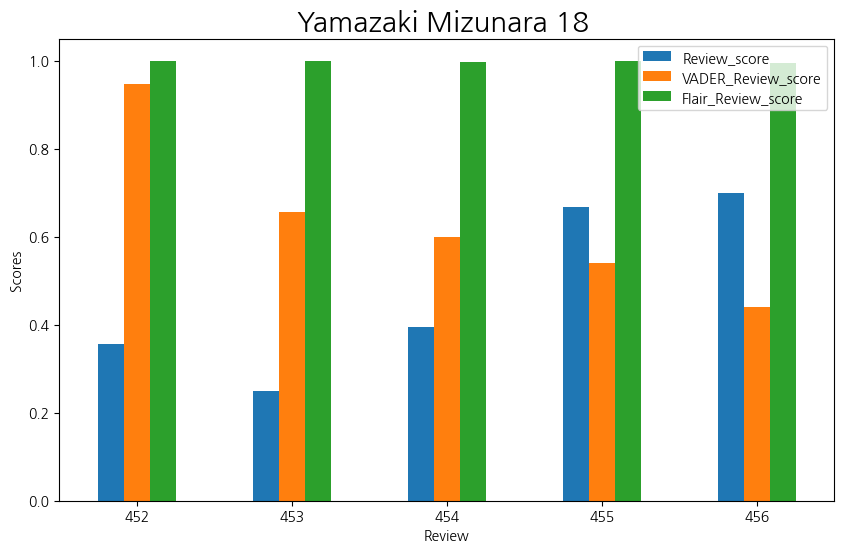 Yamazaki Mizunara 18
Review_score
VADER_Review_score
Flair_Review_score
Scores
1.0
0.8
0.6
0.4
0.2
0.0
452 453 454 455 456
Review